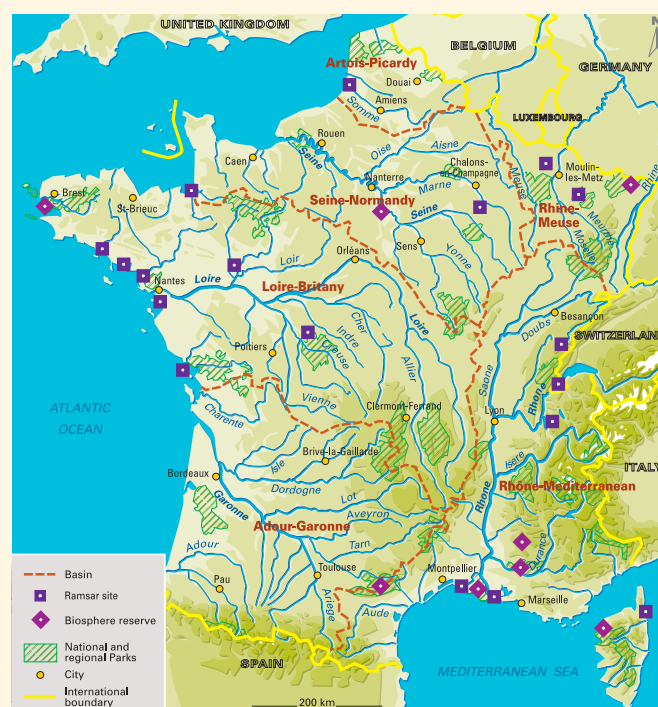 UNITED KINGDOM
BELGIUM
N
GERMANY
Artois-Picardy
Douai
Somme
Amiens
LUXEMBOURG
Rouen
Oise
Aisne
Caen
Seine
Nanterre
Marne
Chalons-
en-Champagne
Meuse
Moulin-
les-Metz
Rhine
Brest
St-Brieuc
Seine-Normandy
Seine
Rhine-
Meuse
Meurthe
Moselle
Orléans
Sens
Yonne
Loir
Nantes
Loire
Loire-Britany
Loire
Besançon
Doubs
SWITZERLAN
Cher
Indre
Creuse
Poitiers
Allier
Saone
Rhône
ATLANTIC
OCEAN
Charente
Vienne
Clermont-Ferrand
Lyon
Isle
Brive-la-Gaillarde
Isere
ITALY
Bordeaux
Dordogne
Rhone
Rhône-Mediterranean
Garonne
Lot
Aveyron
Adour-Garonne
Tarn
Durance
Adour
Toulouse
Montpellier
Pau
Marseille
Ariege
Aude
SPAIN
MEDITERRANEAN SEA
200 km
Basin
Ramsar site
Biosphere reserve
National and
regional Parks
City
International
boundary